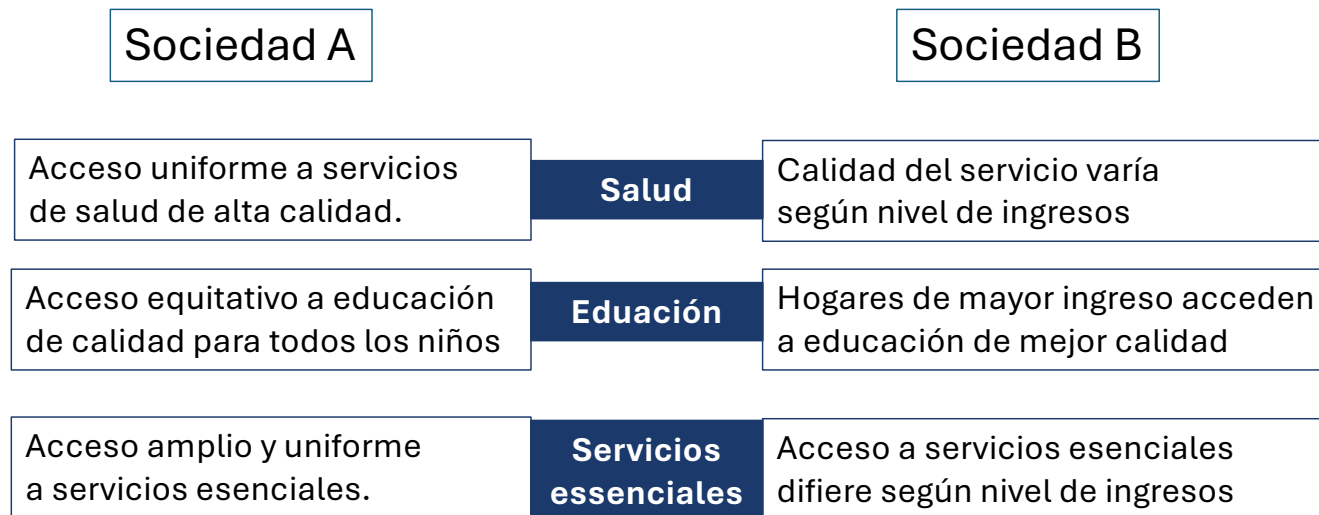 Sociedad A
Sociedad B
Acceso uniforme a servicios
de salud de alta calidad.
Salud
Calidad del servicio varía
según nivel de ingresos
Acceso equitativo a educación
de calidad para todos los niños
Eduación
Hogares de mayor ingreso acceden
a educación de mejor calidad
Acceso amplio y uniforme
a servicios esenciales.
Servicios
essenciales
Acceso a servicios esenciales
difiere según nivel de ingresos